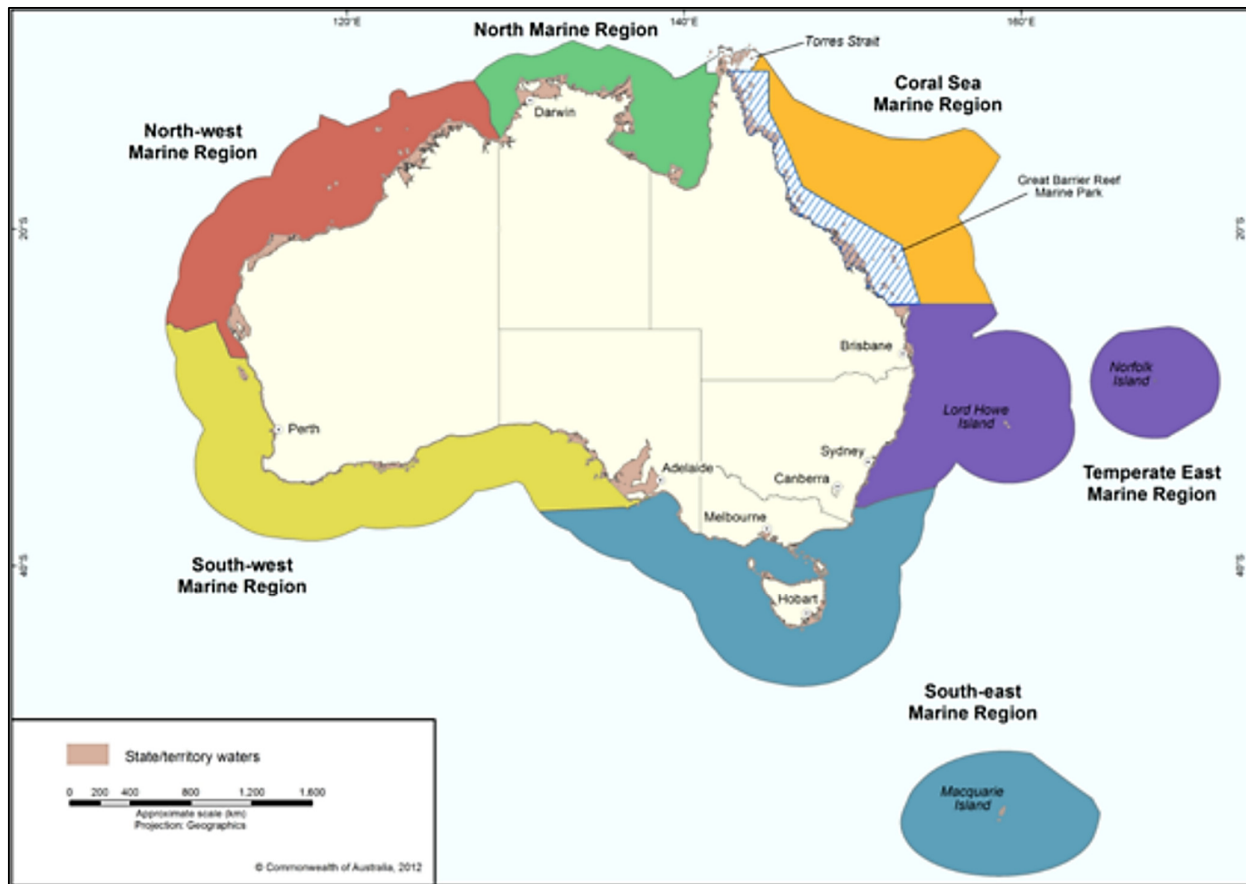 120°E
140°E
160°E
North Marine Region
Torres Strait
Coral Sea
Marine Region
Darwin
North-west
Marine Region
Great Barrier Reef
Marine Park
20°S
20°S
Brisbane
Norfolk
Island
Lord Howe
Island
Perth
Sydney
Adelaide
Canberra
Temperate East
Marine Region
Melbourne
South-west
Marine Region
40°S
40°S
Hobart
South-east
Marine Region
State/territory waters
Macquarie
Island
0 200 400 800 1,200 1,600
Approximate scale (km)
Projection: Geographics
© Commonwealth of Australia, 2012